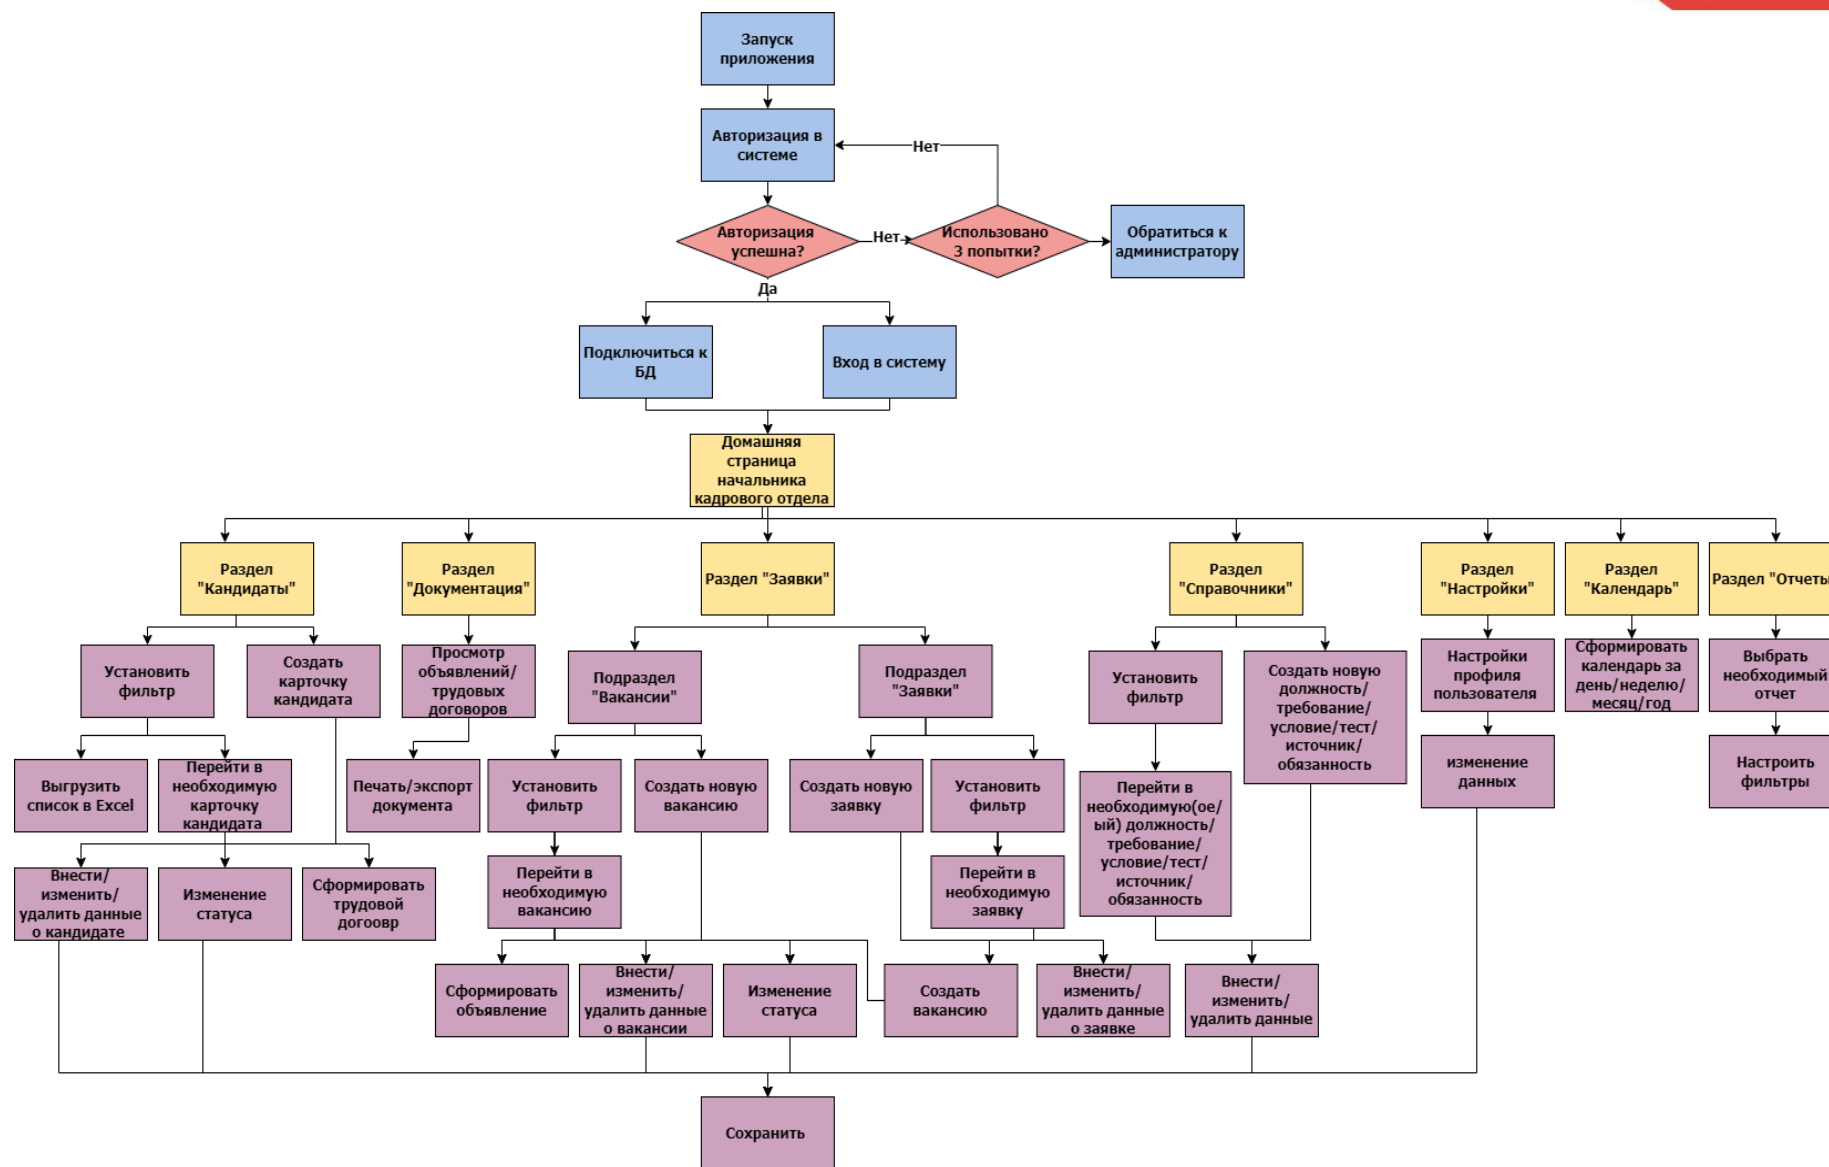 Запуск
приложения
Авторизация в
системе
Нет
Авторизация
успешна?
Нет
Использовано
3 попытки?
Обратиться к
администратору
Да
Подключиться к
БД
Вход в систему
Домашняя
страница
начальника
кадрового отдела
Раздел
"Кандидаты"
Раздел
"Документация"
Раздел "Заявки"
Раздел
"Справочники"
Раздел
"Настройки"
Раздел
"Календарь"
Раздел "Отчеты
Установить
фильтр
Создать
карточку
кандидата
Просмотр
объявлений/
трудовых
договоров
Подраздел
"Вакансии"
Подраздел
"Заявки"
Установить
фильтр
Создать новую
должность/
требование/
условие/тест/
источник/
обязанность
Настройки
профиля
пользователя
Сформировать
календарь за
день/неделю/
месяц/год
Выбрать
необходимый
отчет
Выгрузить
список в Excel
Перейти в
необходимую
карточку
кандидата
Печать/экспорт
документа
Установить
фильтр
Создать новую
вакансию
Создать новую
заявку
Установить
фильтр
Перейти в
необходимую(ое/
ый) должность/
требование/
условие/тест/
источник/
обязанность
изменение
данных
Настроить
фильтры
Внести/
изменить/
удалить данные
о кандидате
Изменение
статуса
Сформировать
трудовой
догоовр
Перейти в
необходимую
вакансию
Перейти в
необходимую
заявку
Сформировать
объявление
Внести/
изменить/
удалить данные
о вакансии
Изменение
статуса
Создать
вакансию
Внести/
изменить/
удалить данные
о заявке
Внести/
изменить/
удалить данные
Сохранить